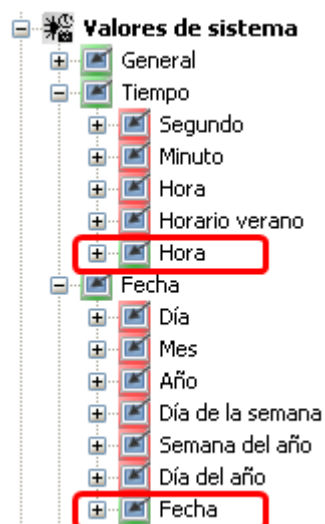 Valores de sistema
General
Tiempo
Segundo
Minuto
Hora
Horario verano
Hora
Fecha
Día
Mes
Año
Día de la semana
Semana del año
Día del año
Fecha